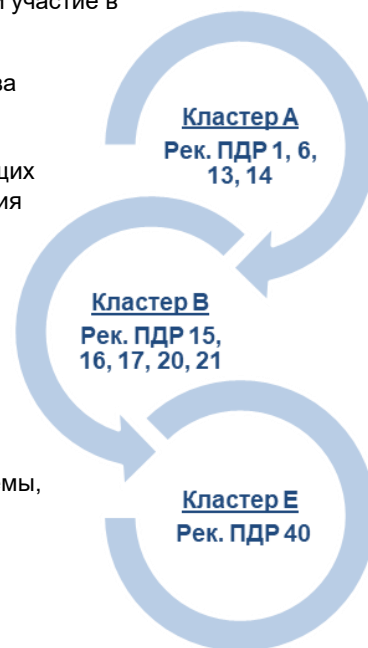 участие в
ва
щих
ия
Кластер А
Рек. ПДР 1, 6,
13, 14
Кластер В
Рек. ПДР 15,
16, 17, 20, 21
мы,
Кластер Е
Рек. ПДР 40